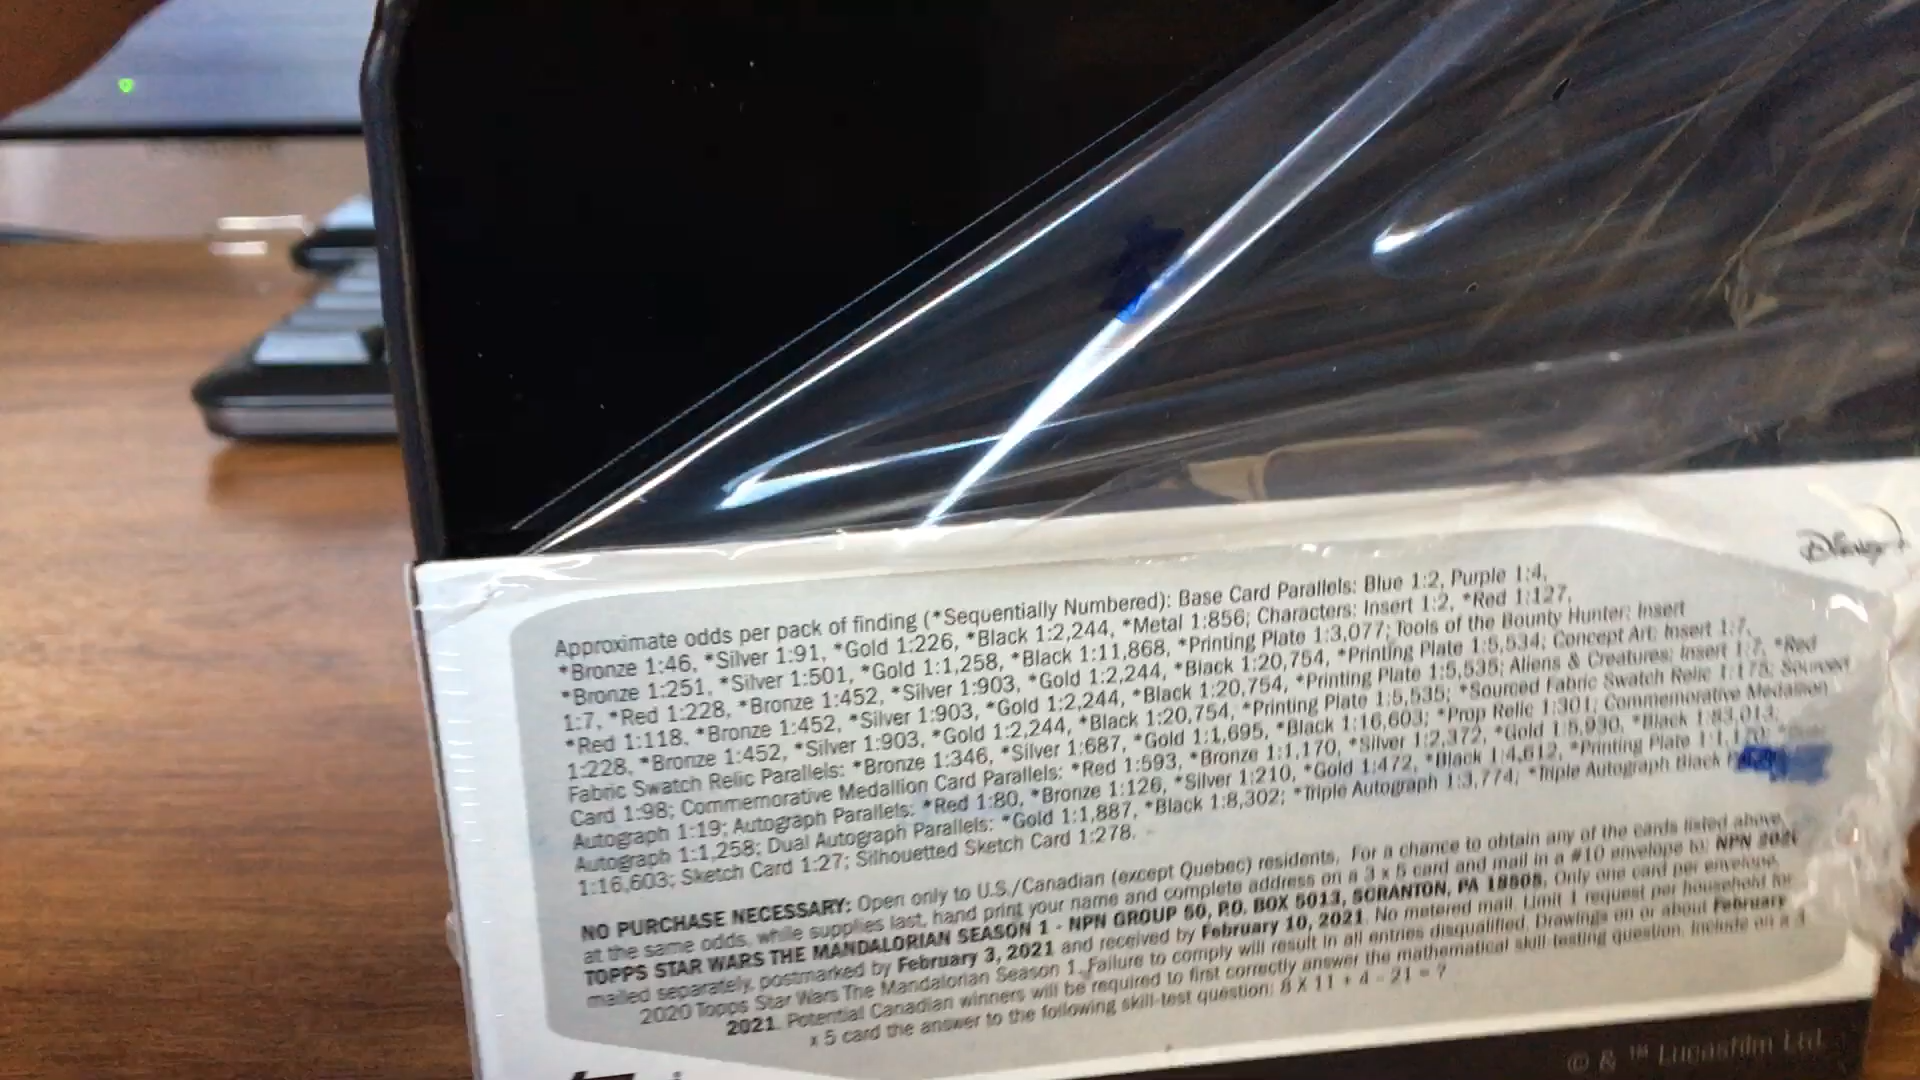 Disney+
Approximate odds per pack of finding (*Sequentially Numbered): Base Card Parallels: Blue 1:2, Purple 1:4,
*Bronze 1:46, *Silver 1:91, *Gold 1:226, *Black 1:2,244, *Metal 1:856; Characters: Insert 1:2, *Red 1:127,
*Bronze 1:251, *Silver 1:501, *Gold 1:1,258, *Black 1:11,868, *Printing Plate 1:3,077; Tools of the Bounty Hunter: Insert
1:7, *Red 1:228, *Bronze 1:452, *Silver 1:903, *Gold 1:2,244, *Black 1:20,754, *Printing Plate 1:5,534; Concept Art: Insert 1:7,
*Red 1:118, *Bronze 1:452, *Silver 1:903, *Gold 1:2,244, *Black 1:20,754, *Printing Plate 1:5,535; Aliens & Creatures: Insert 1:7, *Red
1:228, *Bronze 1:452, *Silver 1:903, *Gold 1:2,244, *Black 1:20,754, *Printing Plate 1:5,535; *Sourced Fabric Swatch Relic 1:175; Sourced
Fabric Swatch Relic Parallels: *Bronze 1:346, *Silver 1:687, *Gold 1:1,695, *Black 1:16,603; *Prop Relic 1:301; Commemorative Medallion
Card 1:98; Commemorative Medallion Card Parallels: *Red 1:593, *Bronze 1:1,170, *Silver 1:2,372, *Gold 1:5,930, *Black 1:83,013;
Autograph 1:19; Autograph Parallels: *Red 1:80, *Bronze 1:126, *Silver 1:210, *Gold 1:472, *Black 1:4,612, *Printing Plate 1:1,170; *Dual
Autograph 1:1,258; Dual Autograph Parallels: *Gold 1:1,887, *Black 1:8,302; *Triple Autograph 1:3,774, *Triple Autograph Black
1:16,603; Sketch Card 1:27; Silhouetted Sketch Card 1:278.
NO PURCHASE NECESSARY: Open only to U.S./Canadian (except Quebec) residents. For a chance to obtain any of the cards listed above,
at the same odds, while supplies last, hand print your name and complete address on a 3 x 5 card and mail in a #10 envelope to: NPN 2020
TOPPS STAR WARS THE MANDALORIAN SEASON 1 - NPN GROUP 50, P.O. BOX 5013, SCRANTON, PA 18505. Only one card per envelope,
mailed separately, postmarked by February 3, 2021 and received by February 10, 2021. No metered mail. Limit 1 request per household for
2020 Topps Star Wars The Mandalorian Season 1. Failure to comply will result in all entries disqualified. Drawings on or about February
2021. Potential Canadian winners will be required to first correctly answer the mathematical skill-testing question. Include on a 3
x 5 card the answer to the following skill-test question: 8 X 11 + 4 - 21 = ?
© & ™ Lucasfilm Ltd.